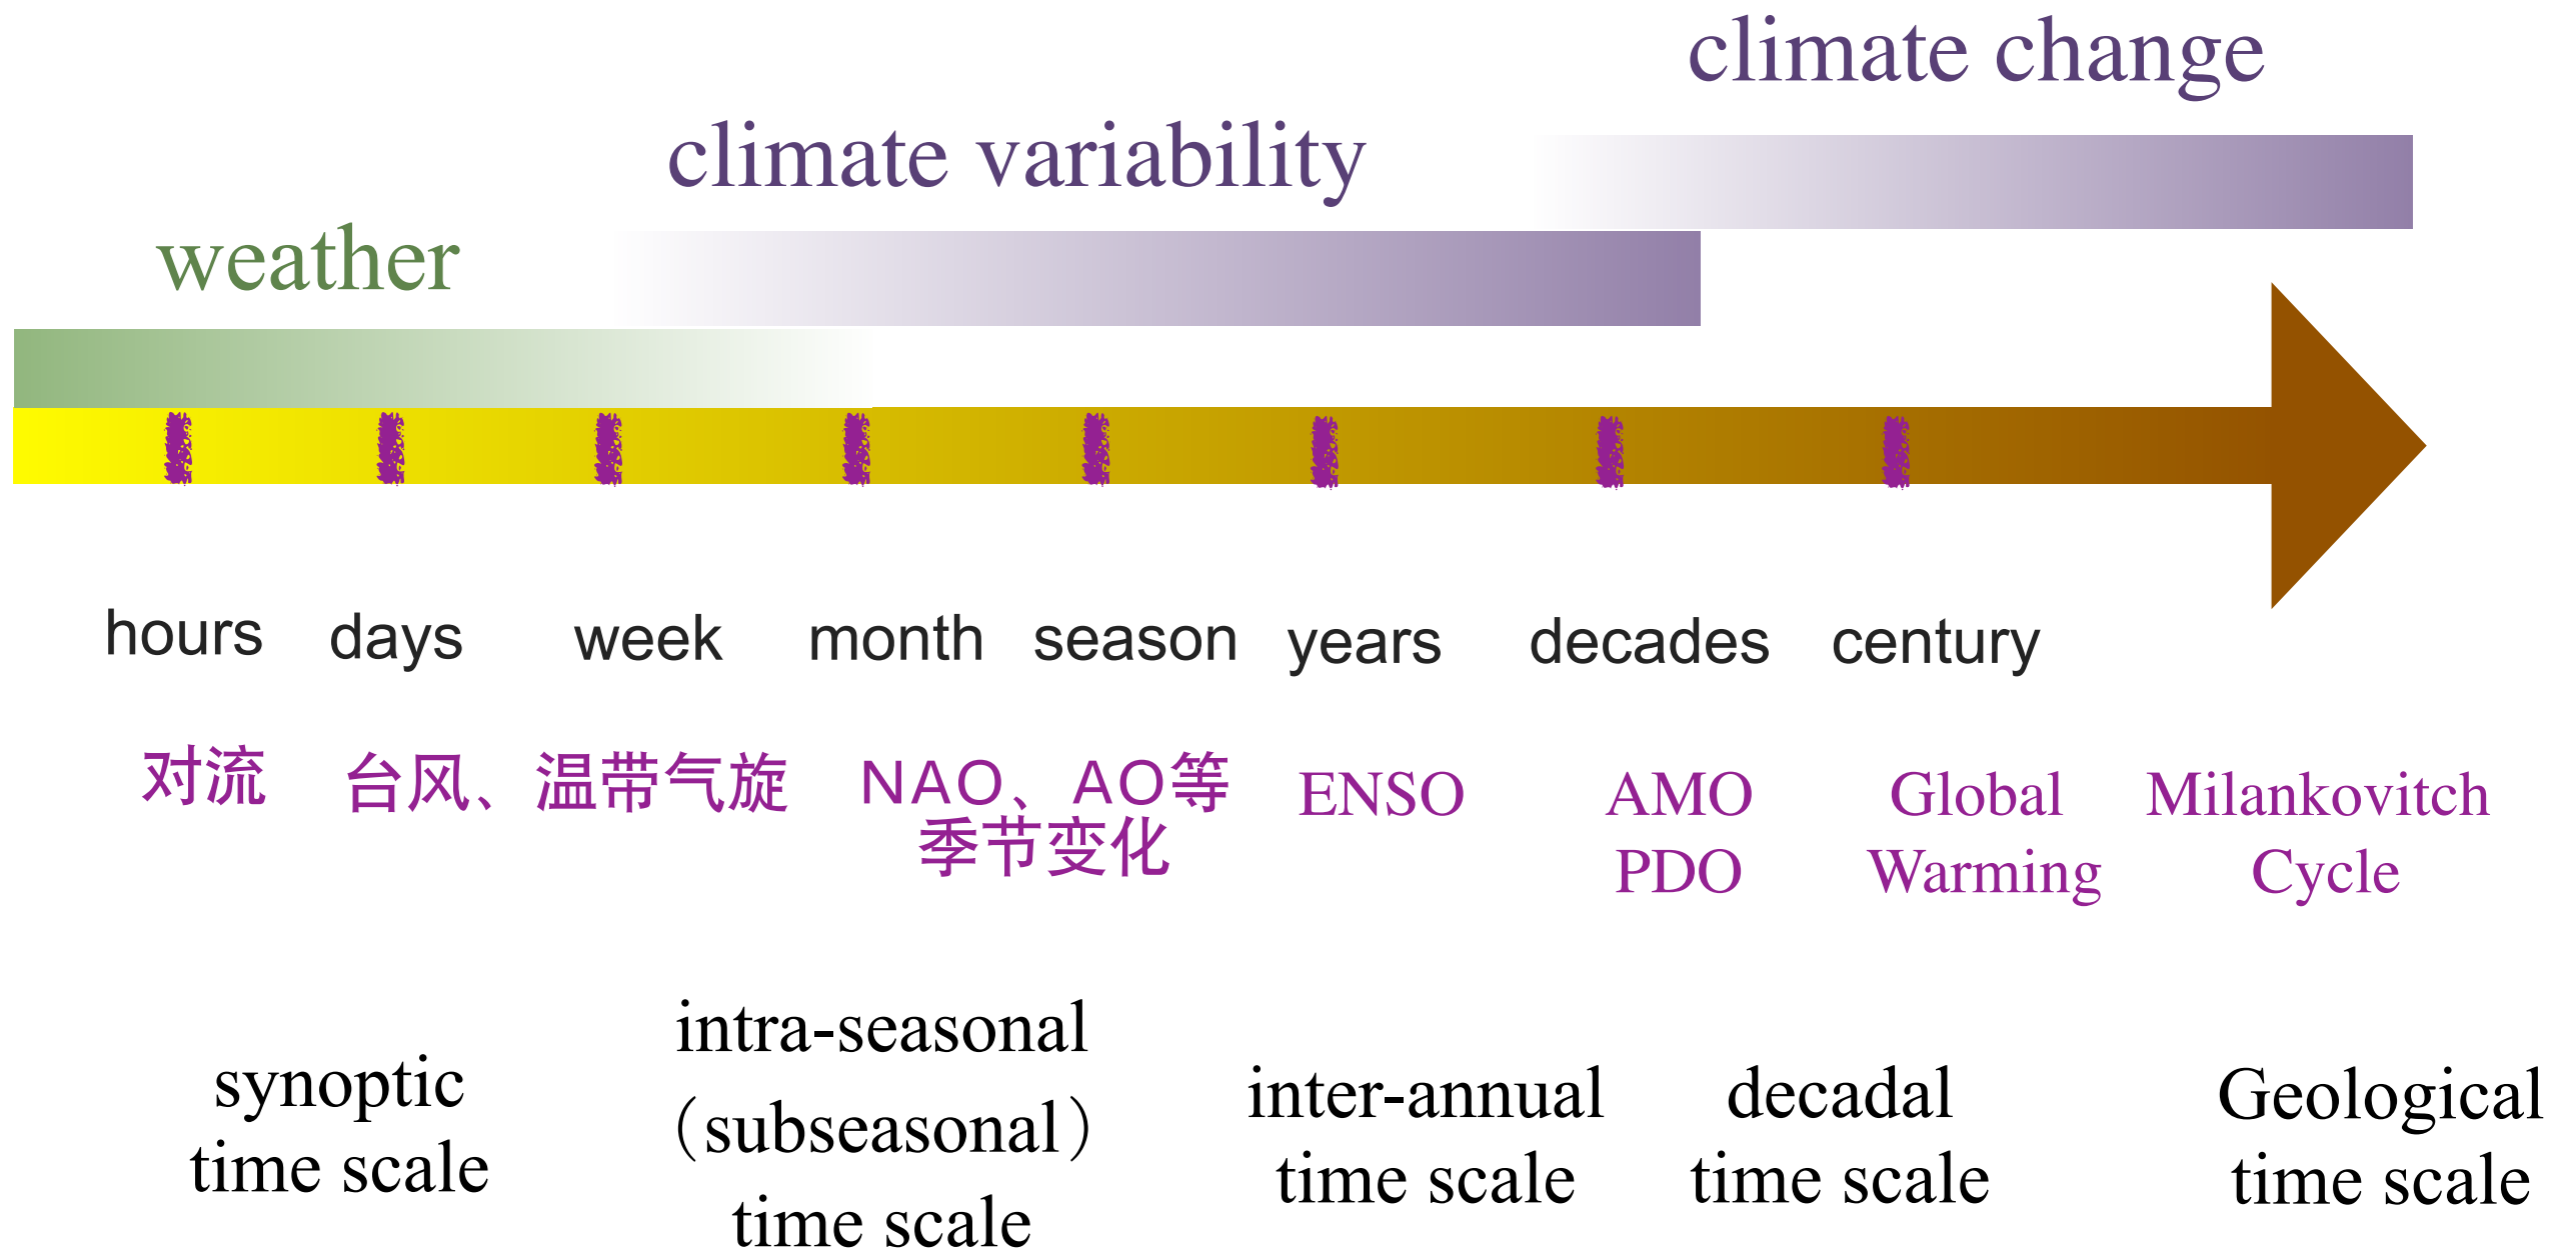 climate change
climate variability
weather
hours days week month season years decades century
对流 台风、温带气旋 NAO、AO等 ENSO AMO Global Milankovitch
季节变化 PDO Warming Cycle
intra-seasonal
synoptic (subseasonal) inter-annual decadal Geological
time scale time scale time scale time scale time scale